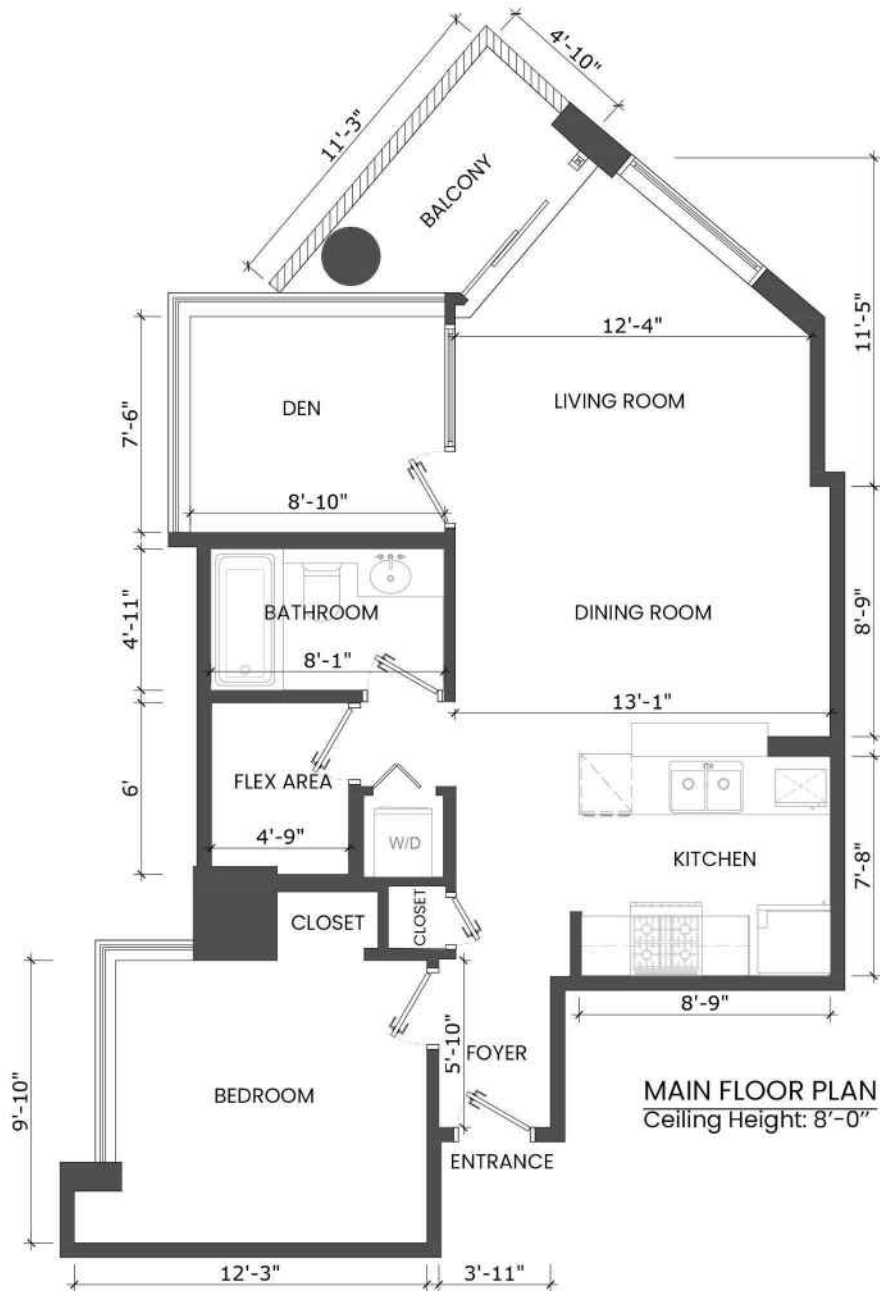 4'-10"
11'-3"
BALCONY
12'-4"
11'-5"
LIVING ROOM
DEN
7'-6"
8'-10"
BATHROOM
4'-11"
8'-1"
DINING ROOM
8'-9"
13'-1"
FLEX AREA
6'
4'-9"
W/D
KITCHEN
7'-8"
CLOSET
CLOSET
8'-9"
5'-10"
FOYER
BEDROOM
9'-10"
MAIN FLOOR PLAN
Ceiling Height: 8'-0"
ENTRANCE
12'-3"
3'-11"